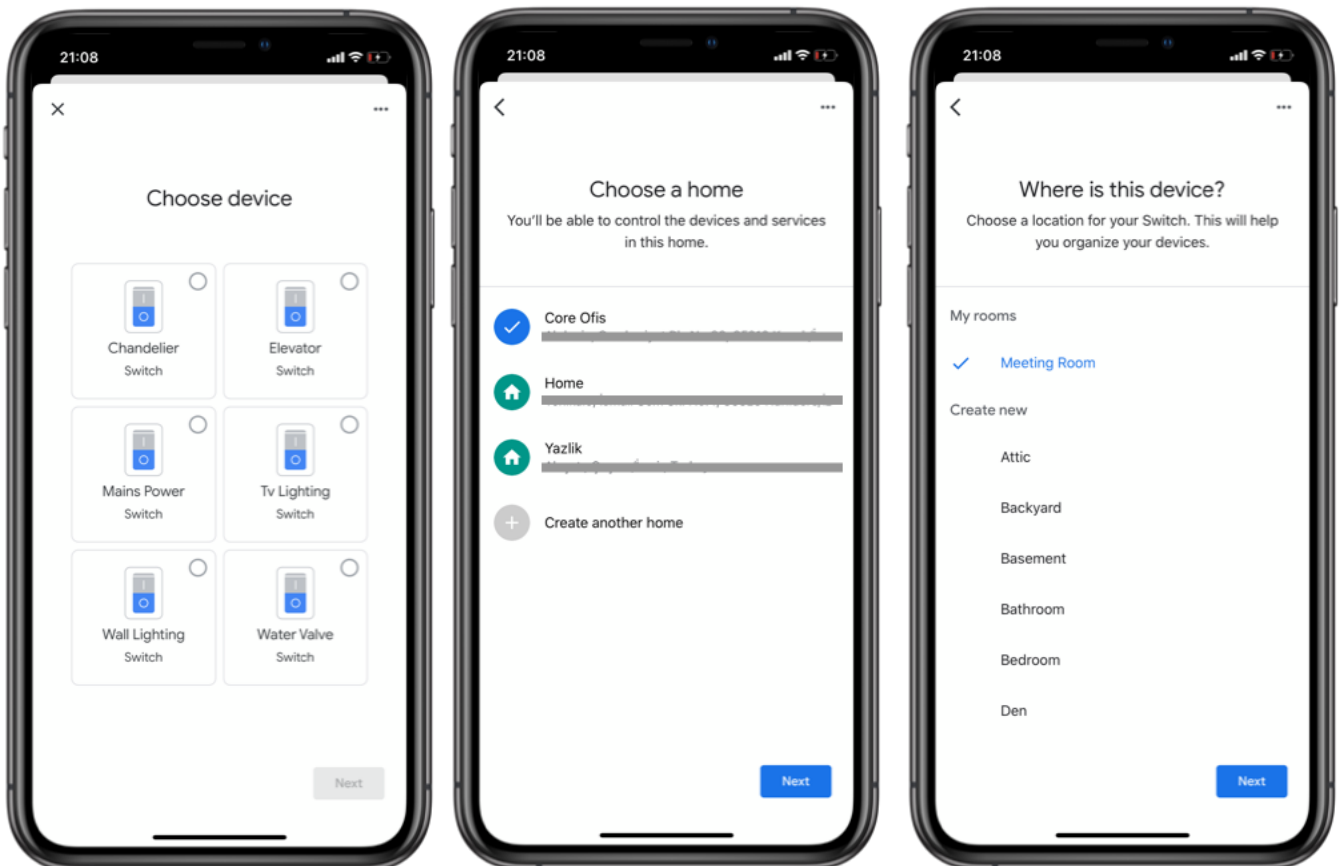 21:08
Choose device
Chandelier
Switch
Elevator
Switch
Mains Power
Switch
Tv Lighting
Switch
Wall Lighting
Switch
Water Valve
Switch
Next
21:08
Choose a home
You'll be able to control the devices and services
in this home.
Core Ofis
Home
Yazlik
Create another home
Next
21:08
Where is this device?
Choose a location for your Switch. This will help
you organize your devices.
My rooms
Meeting Room
Create new
Attic
Backyard
Basement
Bathroom
Bedroom
Den
Next